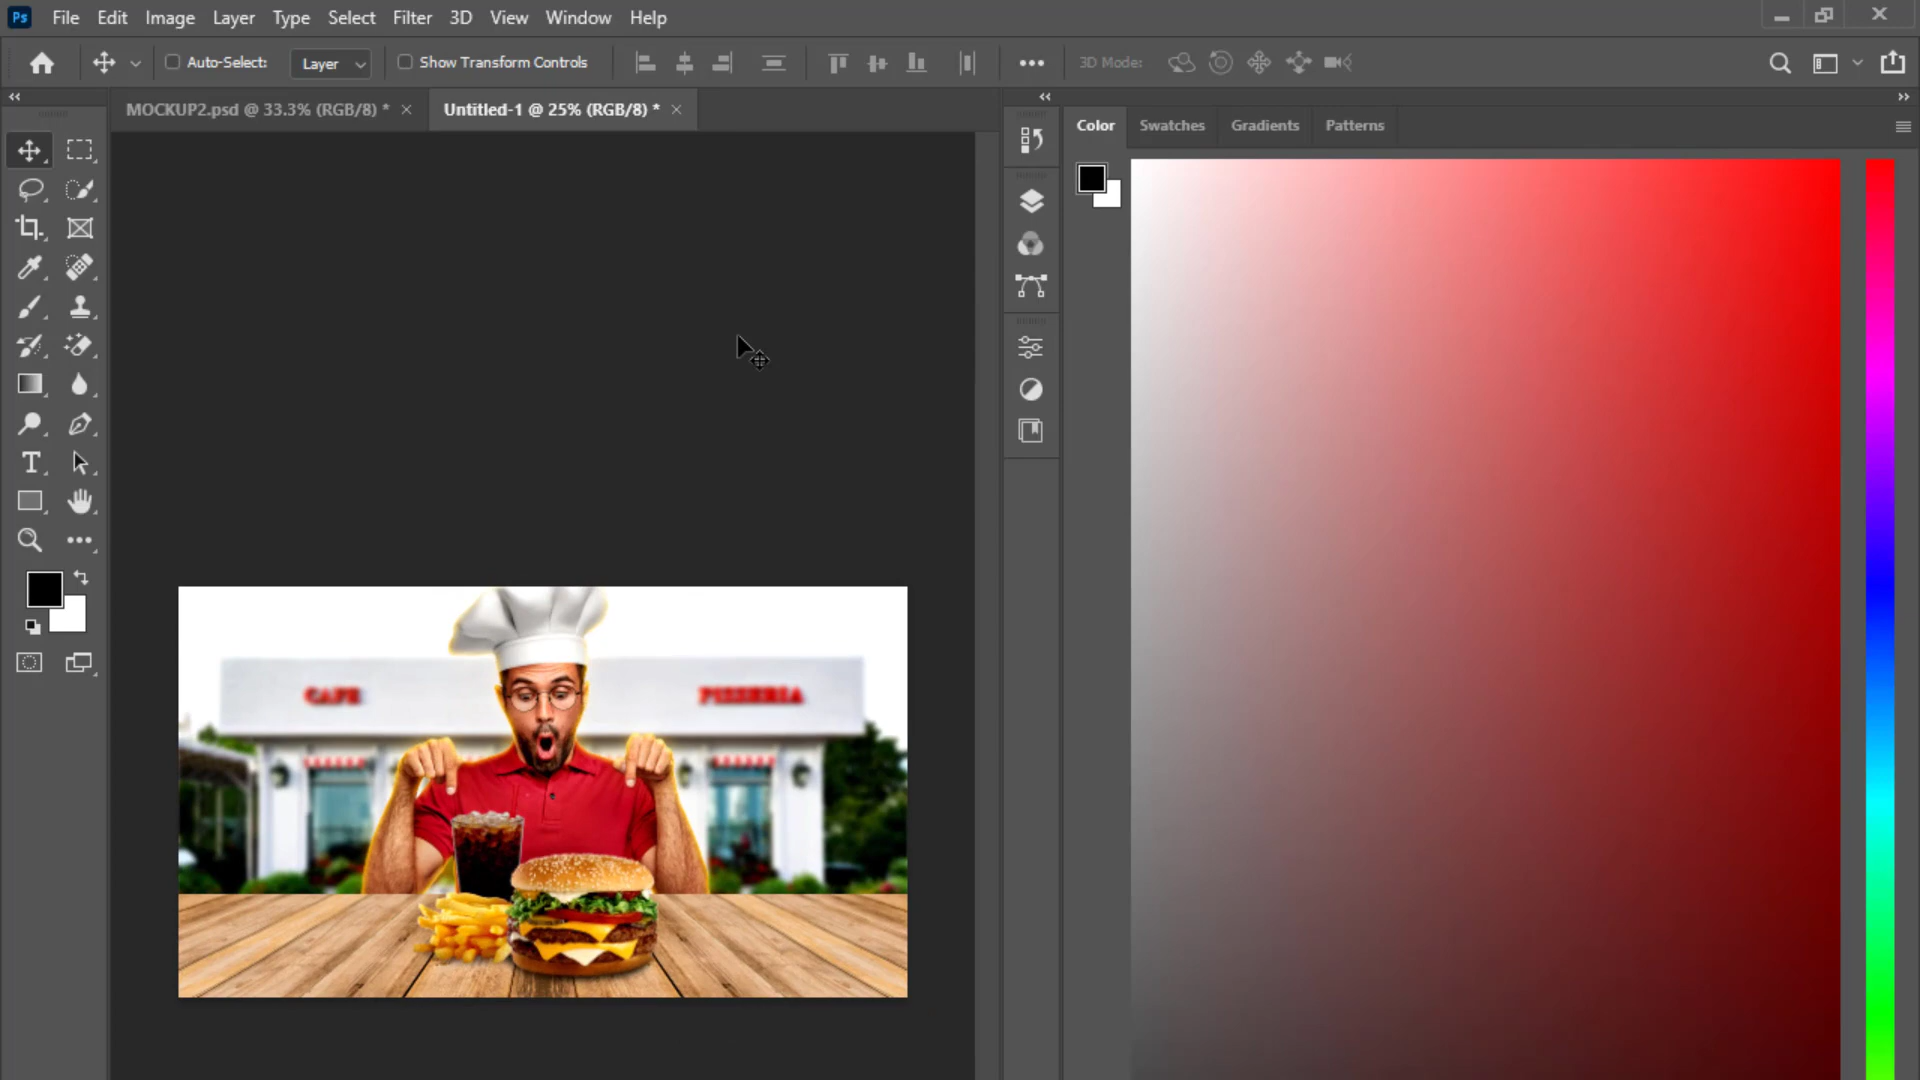 Ps File Edit Image Layer Type Select Filter 3D View Window Help
Auto-Select: Layer Show Transform Controls 3D Mode:
MOCKUP2.psd @ 33.3% (RGB/8) * × Untitled-1 @ 25% (RGB/8) * ×
Color Swatches Gradients Patterns
T
CAFE PIZZERIA